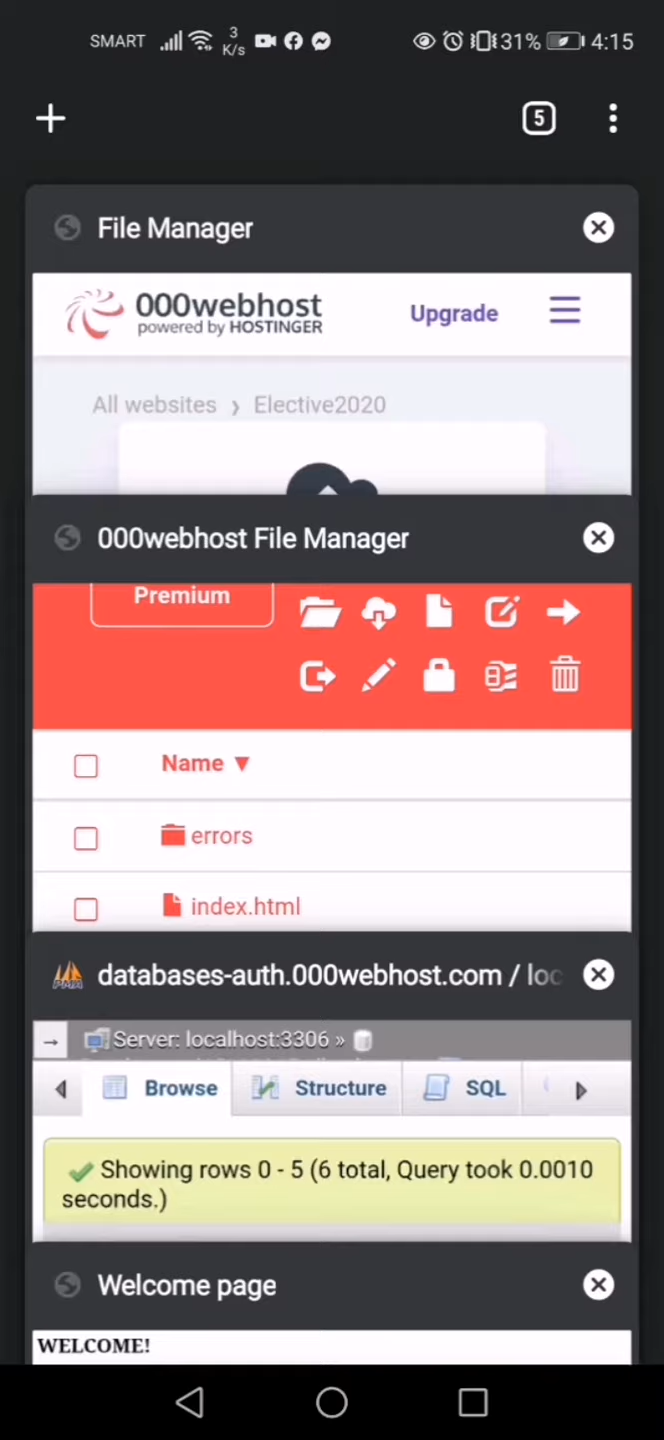 SMART 3 K/s 31% 4:15
5
File Manager
000webhost
powered by HOSTINGER
Upgrade
All websites › Elective2020
000webhost File Manager
Premium
Name ▼
errors
index.html
databases-auth.000webhost.com / loc
Server: localhost:3306 »
Browse Structure SQL
Showing rows 0 - 5 (6 total, Query took 0.0010
seconds.)
Welcome page
WELCOME!